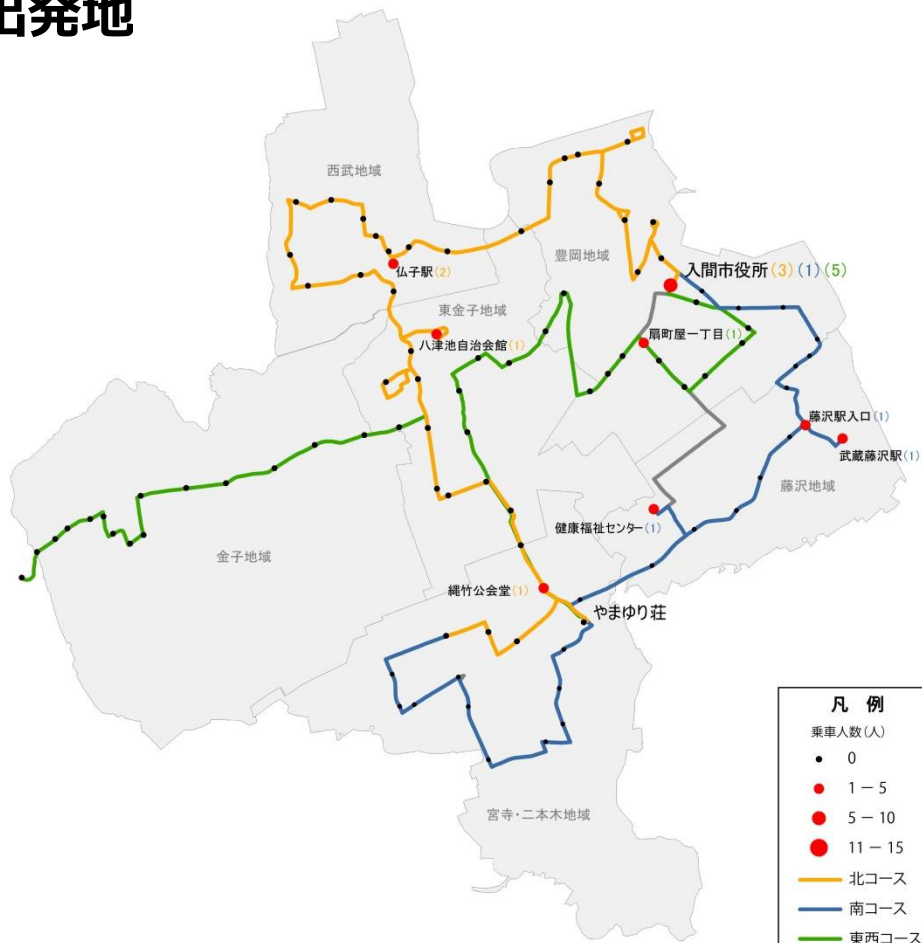 出発地
西武地域
豊岡地域
入間市役所(3)(1)(5)
仏子駅(2)
東金子地域
扇町屋一丁目(1)
八津池自治会館(1)
藤沢駅入口(1)
武蔵藤沢駅(1)
藤沢地域
健康福祉センター(1)
金子地域
縄竹公会堂(1)
やまゆり荘
宮寺・二本木地域
凡 例
乗車人数(人)
0
1 − 5
5 − 10
11 − 15
北コース
南コース
東西コース